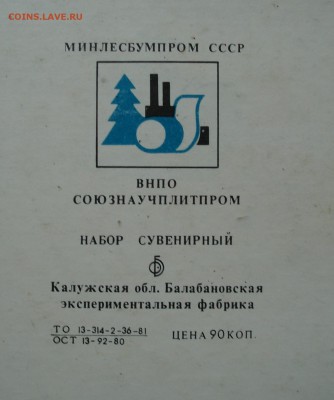 COINS.LAVE.RU
МИНЛЕСБУМПРОМ СССР
ВНПО
СОЮЗНАУЧПЛИТПРОМ
НАБОР СУВЕНИРНЫЙ
Калужская обл. Балабановская
экспериментальная фабрика
ТО 13-314-2-36-81
ОСТ 13-92-80
ЦЕНА 90 КОП.